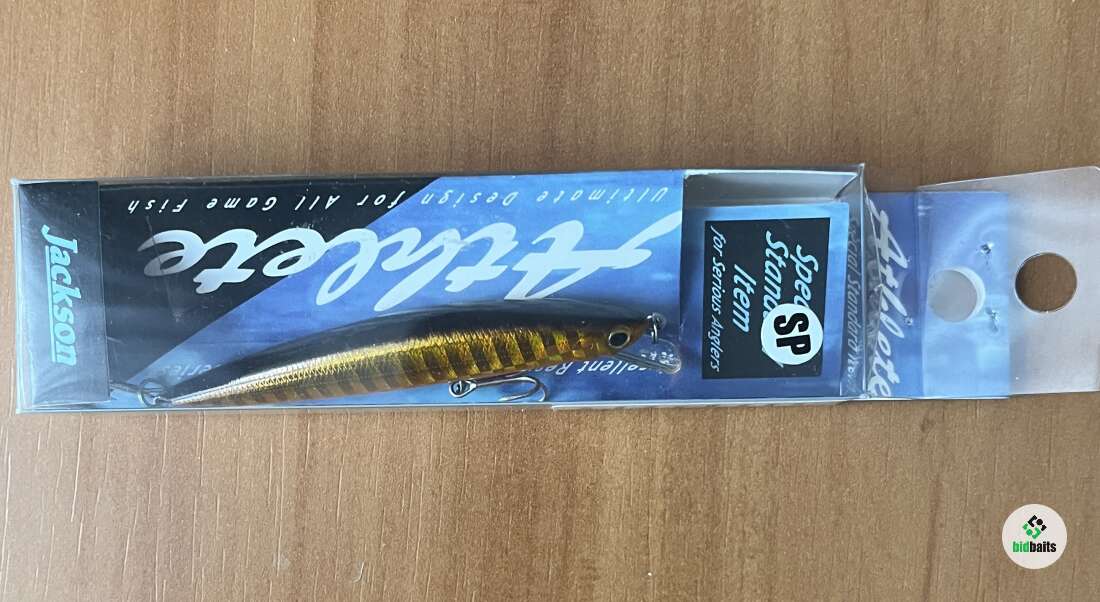 Jackson
Ultimate Design for All Game Fish
Athlete
Item
for Serious Anglers
SP
Athlete
bidbaits